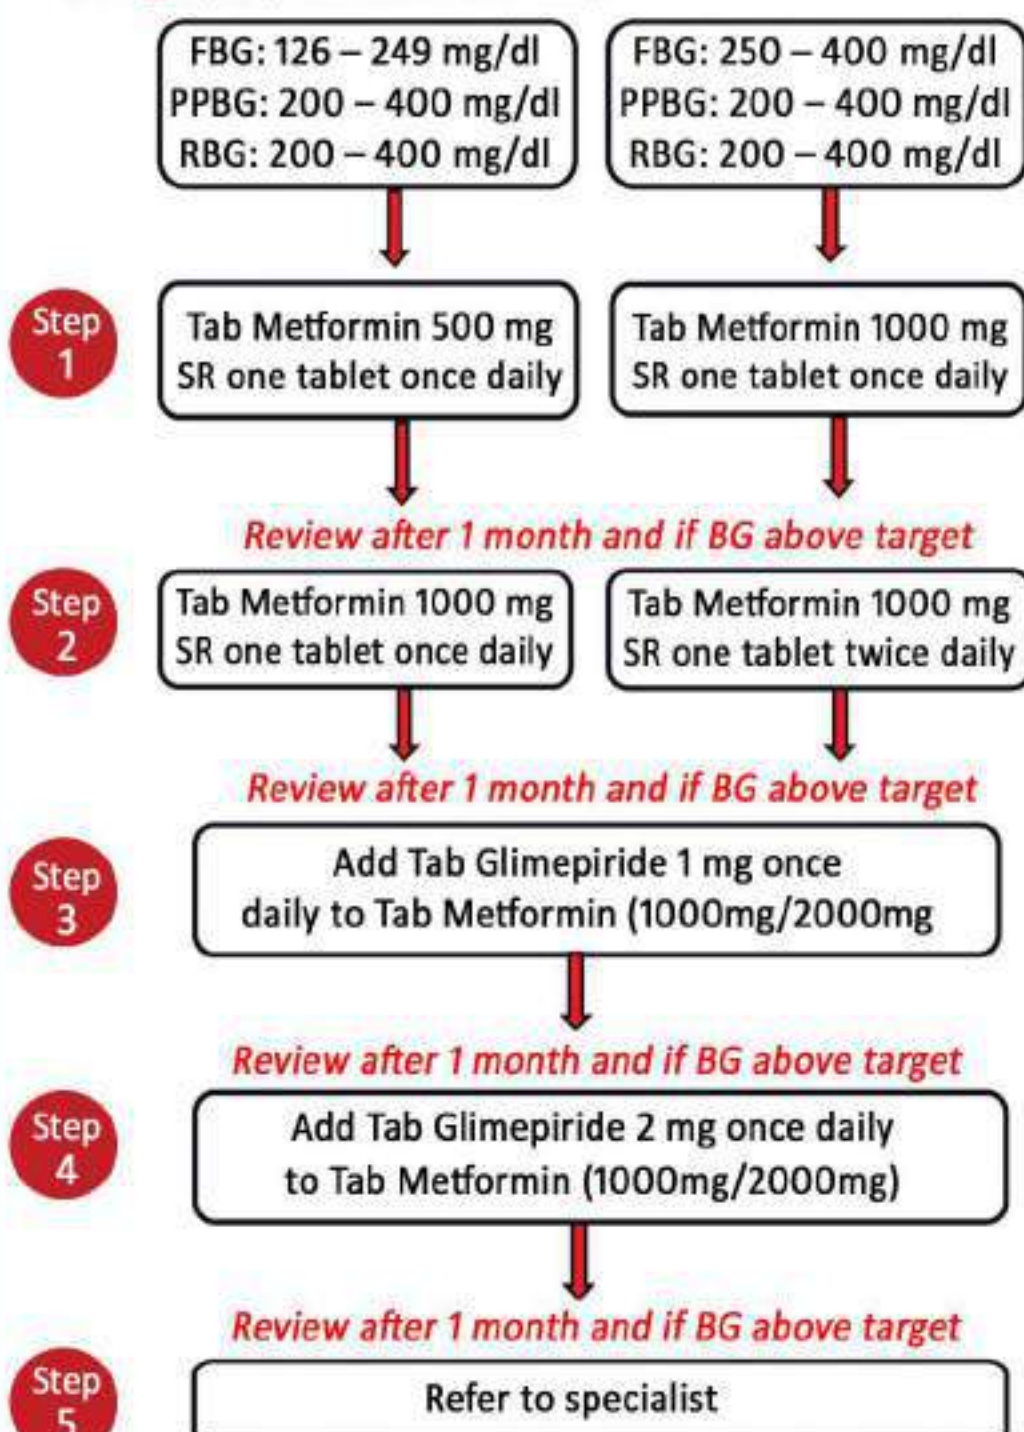 FBG: 126 – 249 mg/dl
PPBG: 200 – 400 mg/dl
RBG: 200 – 400 mg/dl
FBG: 250 – 400 mg/dl
PPBG: 200 – 400 mg/dl
RBG: 200 – 400 mg/dl
Step
1
Tab Metformin 500 mg
SR one tablet once daily
Tab Metformin 1000 mg
SR one tablet once daily
Review after 1 month and if BG above target
Step
2
Tab Metformin 1000 mg
SR one tablet once daily
Tab Metformin 1000 mg
SR one tablet twice daily
Review after 1 month and if BG above target
Step
3
Add Tab Glimepiride 1 mg once
daily to Tab Metformin (1000mg/2000mg
Review after 1 month and if BG above target
Step
4
Add Tab Glimepiride 2 mg once daily
to Tab Metformin (1000mg/2000mg)
Review after 1 month and if BG above target
Step
5
Refer to specialist